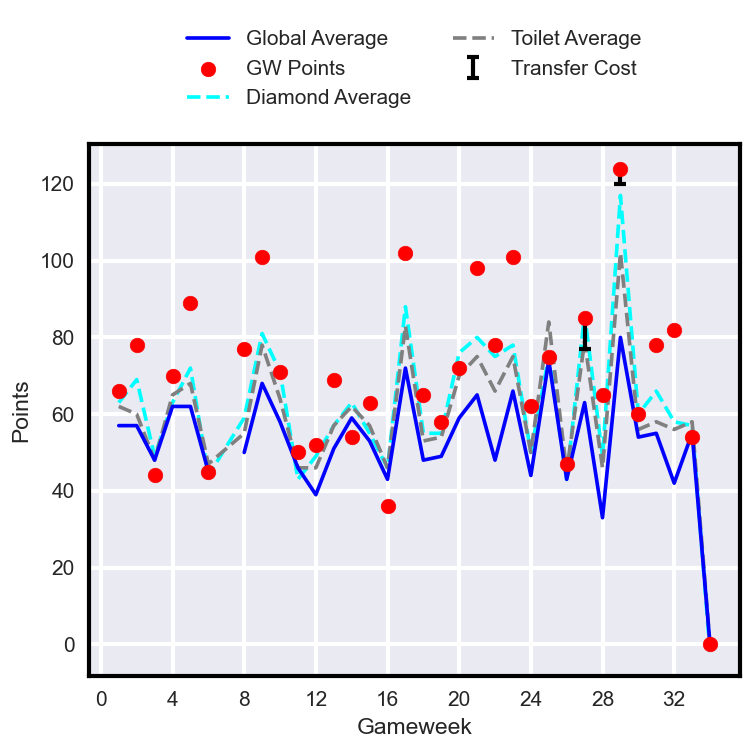 Global Average
GW Points
Diamond Average
Toilet Average
Transfer Cost
Points
120
100
80
60
40
20
0
0 4 8 12 16 20 24 28 32
Gameweek